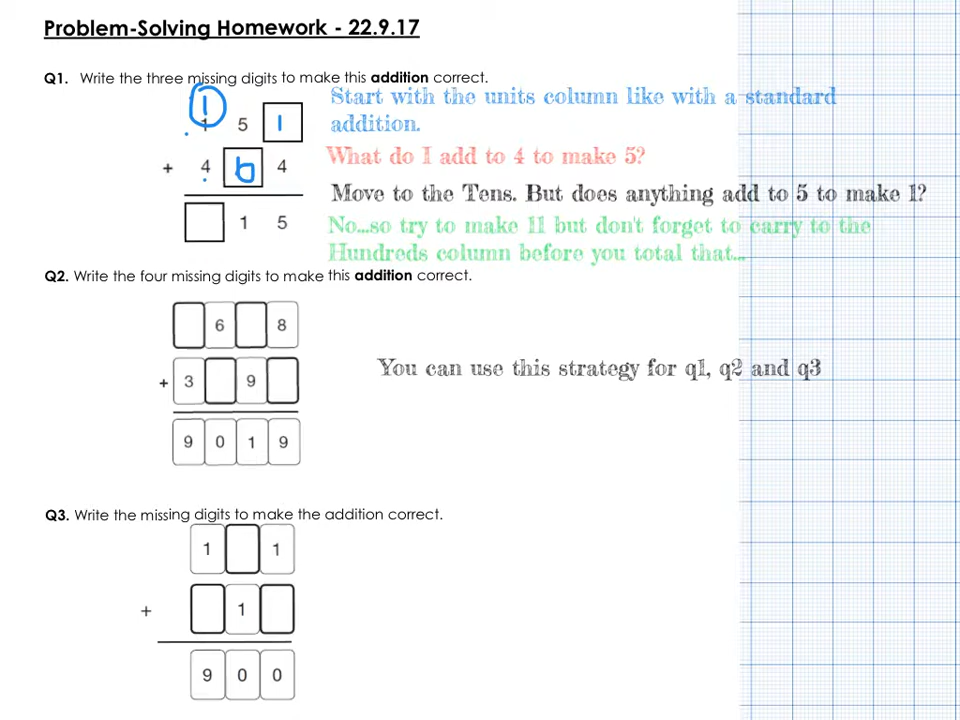 Problem-Solving Homework - 22.9.17
Q1. Write the three missing digits to make this addition correct.
Start with the units column like with a standard
addition.
1
1 5 1
What do I add to 4 to make 5?
+ 4 6 4
Move to the Tens. But does anything add to 5 to make 1?
1 5
No...so try to make 11 but don't forget to carry to the
Hundreds column before you total that...
Q2. Write the four missing digits to make this addition correct.
6 8
You can use this strategy for q1, q2 and q3
+ 3 9
9 0 1 9
Q3. Write the missing digits to make the addition correct.
1 1
+ 1
9 0 0